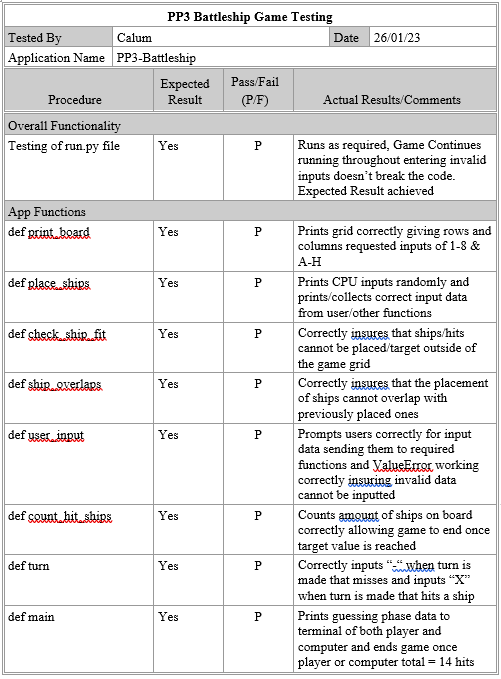 PP3 Battleship Game Testing
Tested By Calum Date 26/01/23
Application Name PP3-Battleship
Procedure Expected Result Pass/Fail (P/F) Actual Results/Comments
Overall Functionality
Testing of run.py file Yes P Runs as required, Game Continues
running throughout entering invalid
inputs doesn’t break the code.
Expected Result achieved
App Functions
def print_board Yes P Prints grid correctly giving rows and
columns requested inputs of 1-8 &
A-H
def place_ships Yes P Prints CPU inputs randomly and
prints/collects correct input data
from user/other functions
def check_ship_fit Yes P Correctly insures that ships/hits
cannot be placed/target outside of
the game grid
def ship_overlaps Yes P Correctly insures that the placement
of ships cannot overlap with
previously placed ones
def user_input Yes P Prompts users correctly for input
data sending them to required
functions and ValueError working
correctly insuring invalid data
cannot be inputted
def count_hit_ships Yes P Counts amount of ships on board
correctly allowing game to end once
target value is reached
def turn Yes P Correctly inputs “-“ when turn is
made that misses and inputs “X”
when turn is made that hits a ship
def main Yes P Prints guessing phase data to
terminal of both player and
computer and ends game once
player or computer total = 14 hits